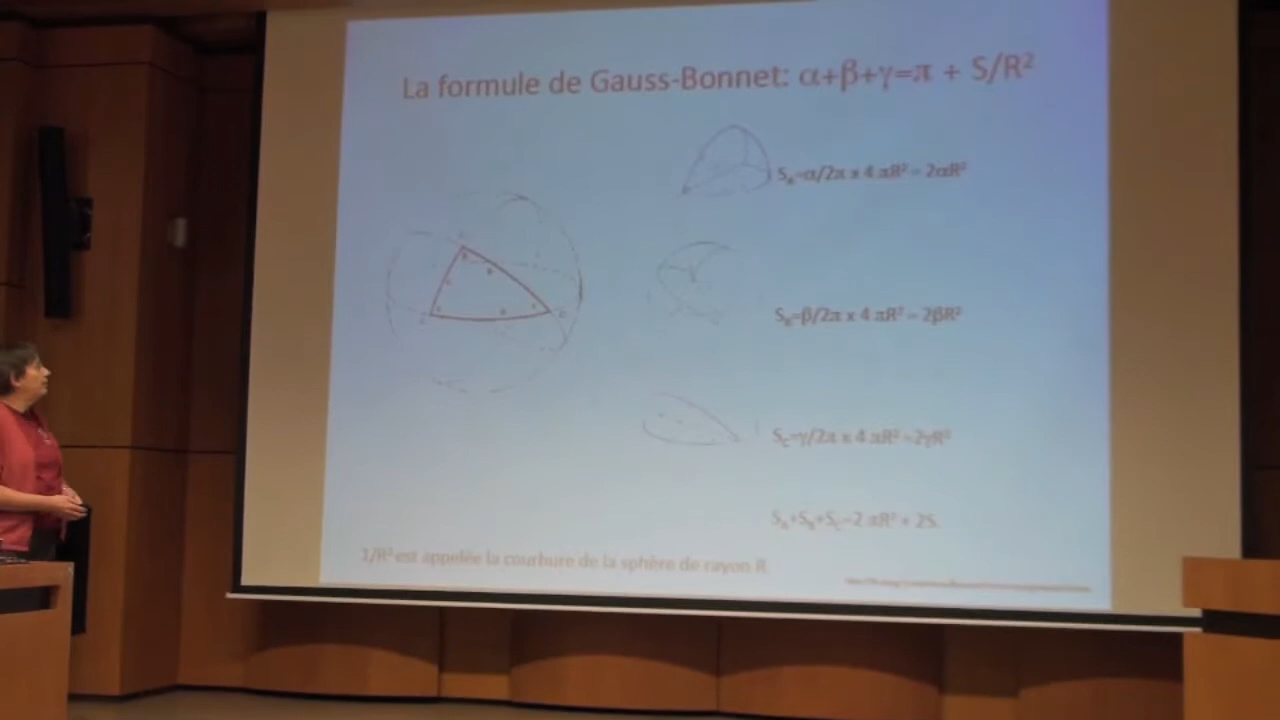 La formule de Gauss-Bonnet: α+β+γ=π + S/R²
S_A=α/2π x 4 πR² = 2αR²
S_B=β/2π x 4 πR² = 2βR²
S_C=γ/2π x 4 πR² =2γR²
S_A+S_B+S_C=2 πR² + 2S.
1/R² est appelée la courbure de la sphère de rayon R